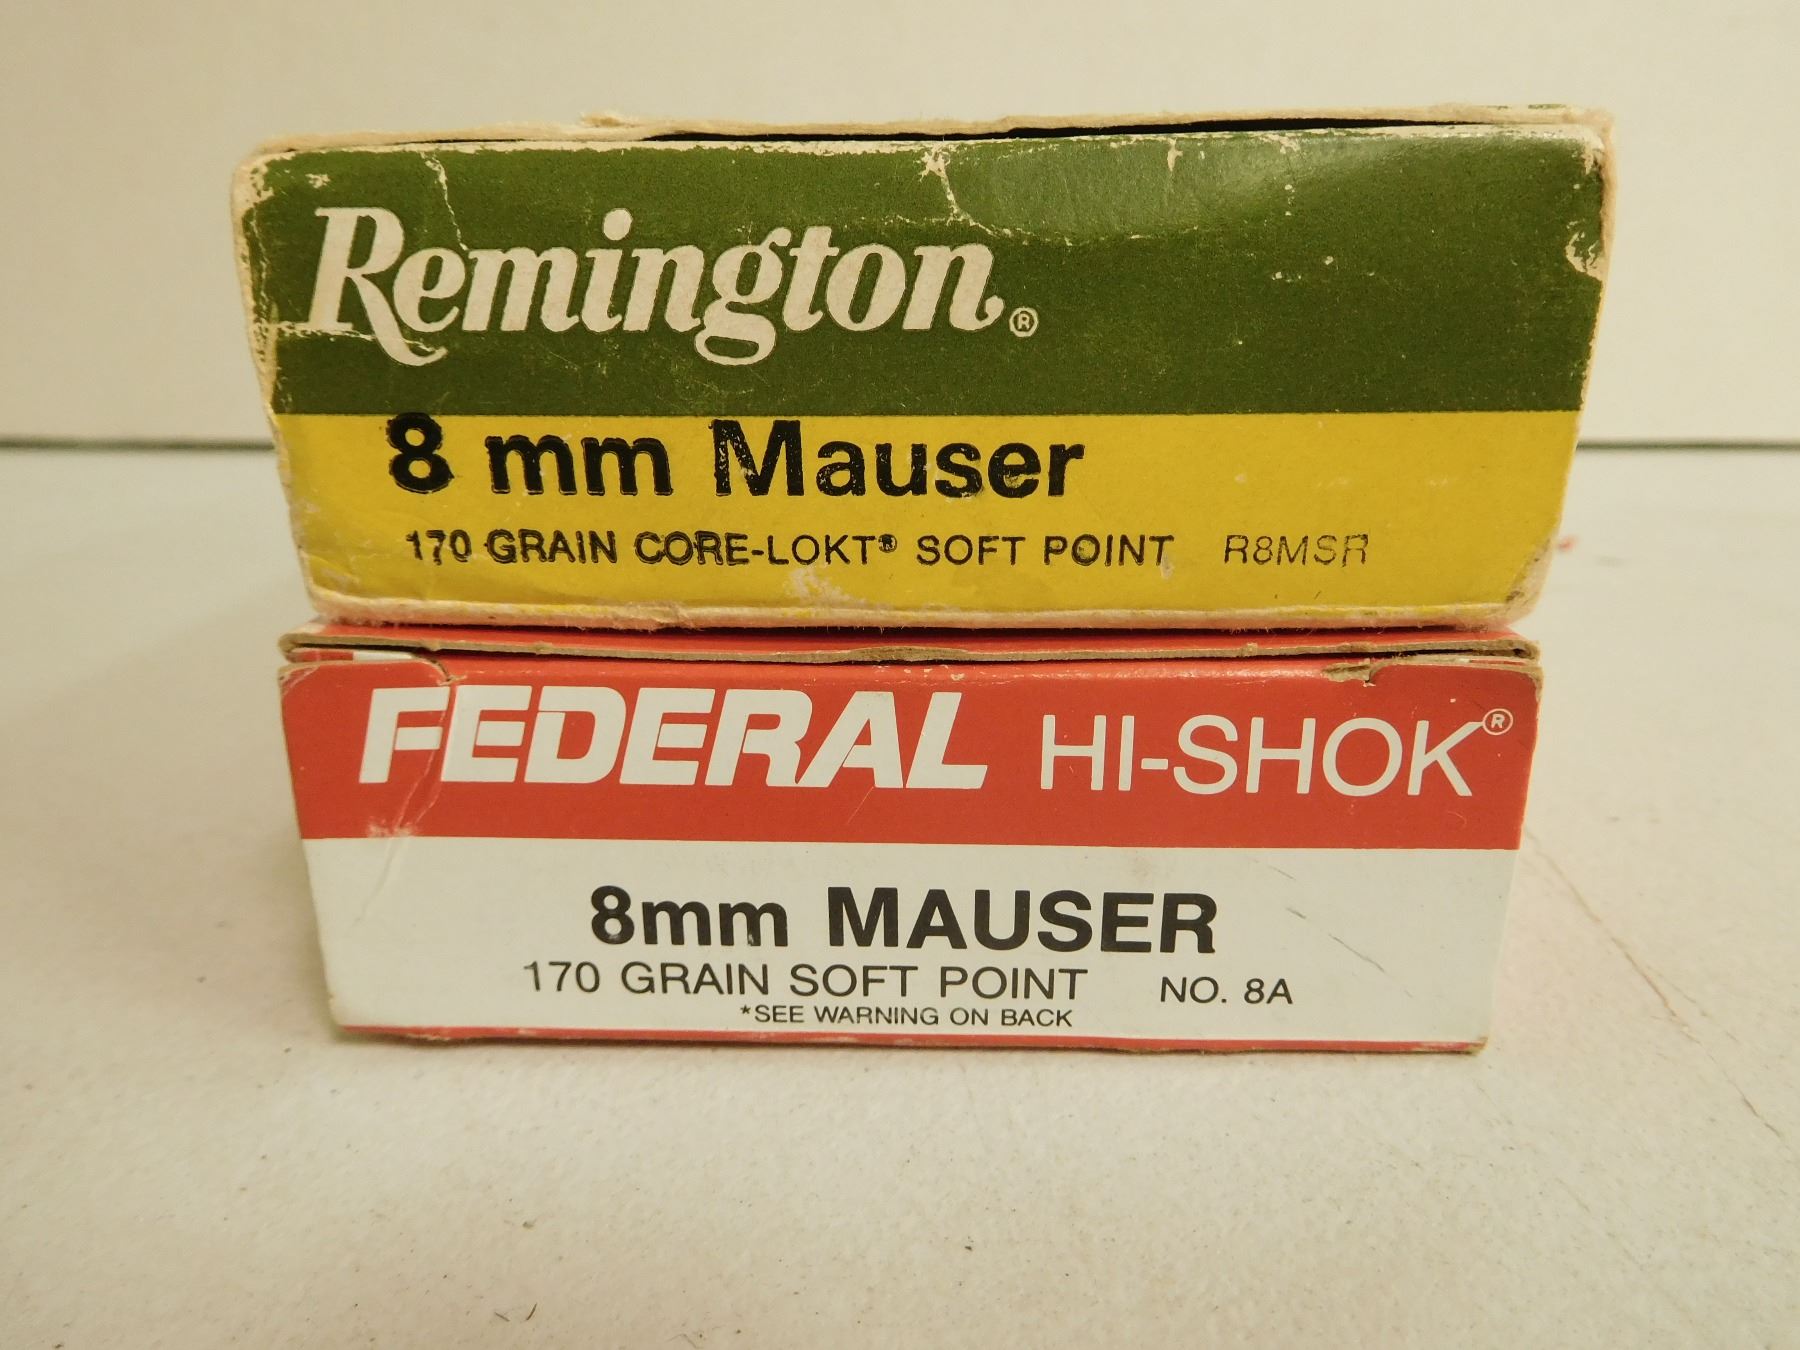 Remington®
8 mm Mauser
170 GRAIN CORE-LOKT® SOFT POINT R8MSR
FEDERAL HI-SHOK®
8mm MAUSER
170 GRAIN SOFT POINT NO. 8A
*SEE WARNING ON BACK